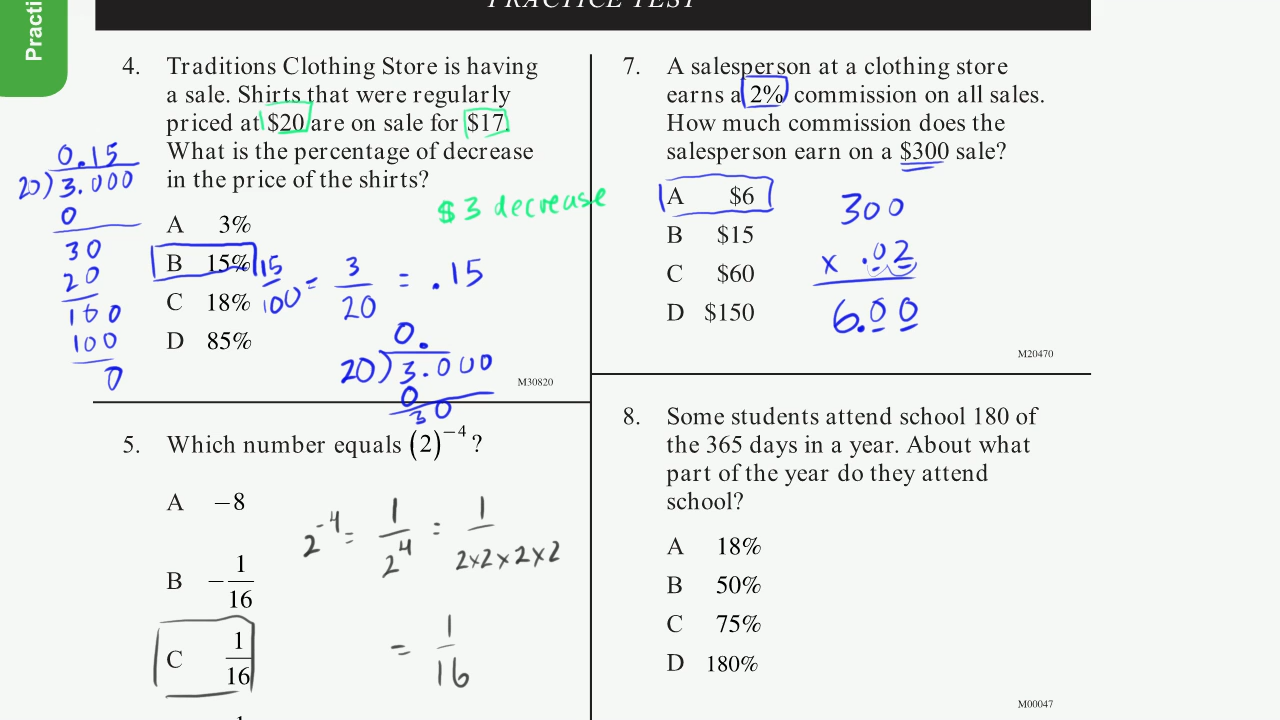 Practi
PRACTICE TEST
4. Traditions Clothing Store is having
a sale. Shirts that were regularly
priced at $20 are on sale for $17.
What is the percentage of decrease
in the price of the shirts?
$3 decrease
A 3%
B 15%
C 18%
D 85%
15/100 = 3/20 = .15
0.15
20)3.000
0
30
20
100
100
0
0.
20)3.000
0
30
M30820
5. Which number equals (2)^-4 ?
A -8
B -1/16
C 1/16
2^-4 = 1/2^4 = 1/2×2×2×2
= 1/16
7. A salesperson at a clothing store
earns a 2% commission on all sales.
How much commission does the
salesperson earn on a $300 sale?
A $6
B $15
C $60
D $150
300
x .02
6.00
M20470
8. Some students attend school 180 of
the 365 days in a year. About what
part of the year do they attend
school?
A 18%
B 50%
C 75%
D 180%
M00047